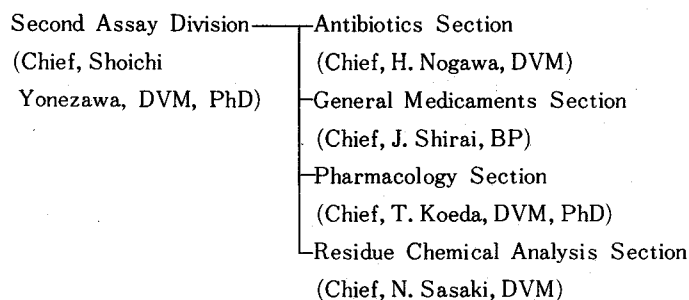 Second Assay Division
(Chief, Shoichi
Yonezawa, DVM, PhD)
Antibiotics Section
(Chief, H. Nogawa, DVM)
General Medicaments Section
(Chief, J. Shirai, BP)
Pharmacology Section
(Chief, T. Koeda, DVM, PhD)
Residue Chemical Analysis Section
(Chief, N. Sasaki, DVM)